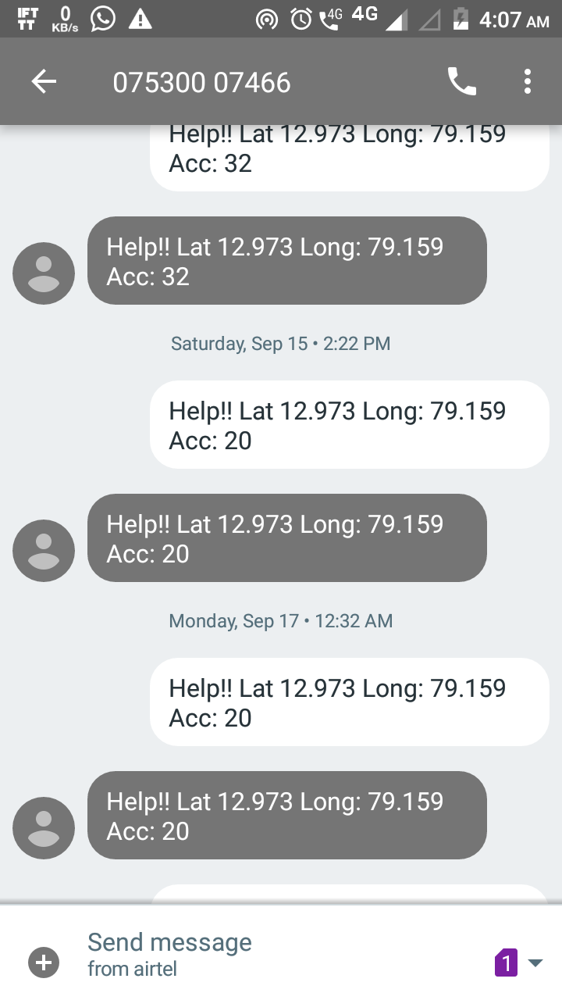 IFT
TT
0
KB/s
4G
4G
4:07 AM
075300 07466
Help!! Lat 12.973 Long: 79.159
Acc: 32
Help!! Lat 12.973 Long: 79.159
Acc: 32
Saturday, Sep 15 • 2:22 PM
Help!! Lat 12.973 Long: 79.159
Acc: 20
Help!! Lat 12.973 Long: 79.159
Acc: 20
Monday, Sep 17 • 12:32 AM
Help!! Lat 12.973 Long: 79.159
Acc: 20
Help!! Lat 12.973 Long: 79.159
Acc: 20
Send message
from airtel
1